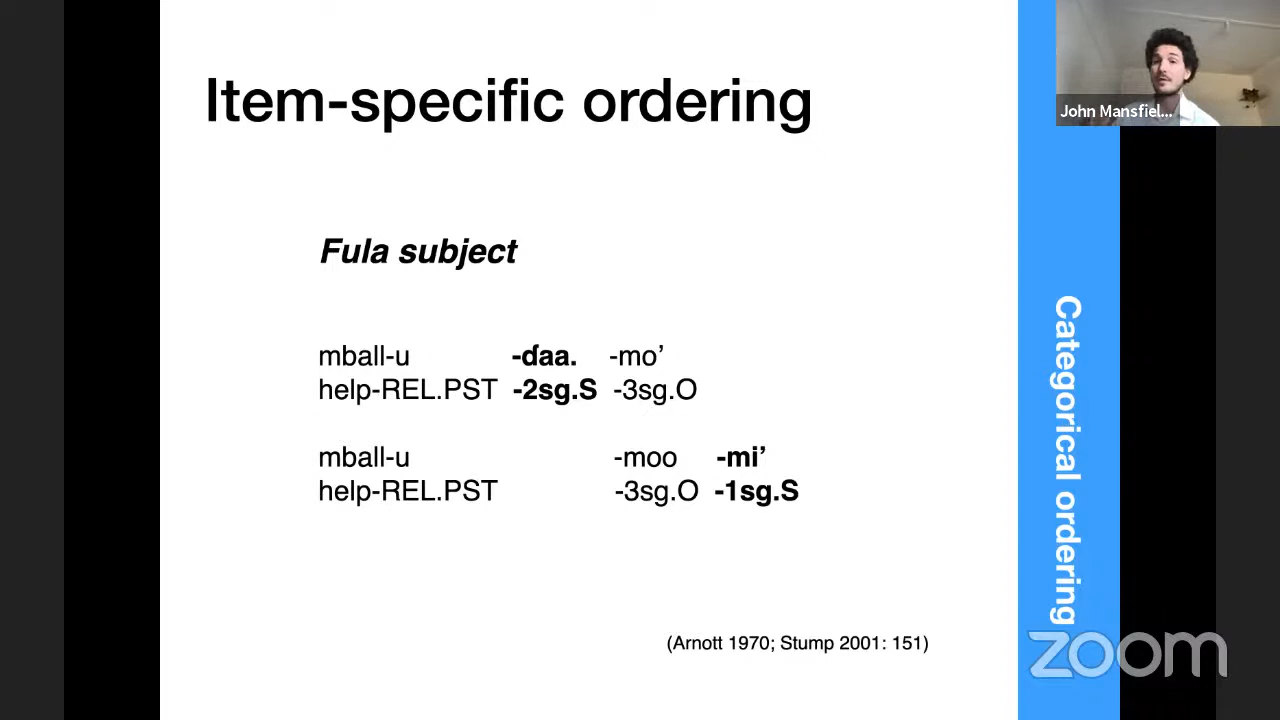 Item-specific ordering
John Mansfiel...
Fula subject
mball-u -ɗaa. -mo’
help-REL.PST -2sg.S -3sg.O
mball-u -moo -mi’
help-REL.PST -3sg.O -1sg.S
Categorical ordering
(Arnott 1970; Stump 2001: 151)
zoom